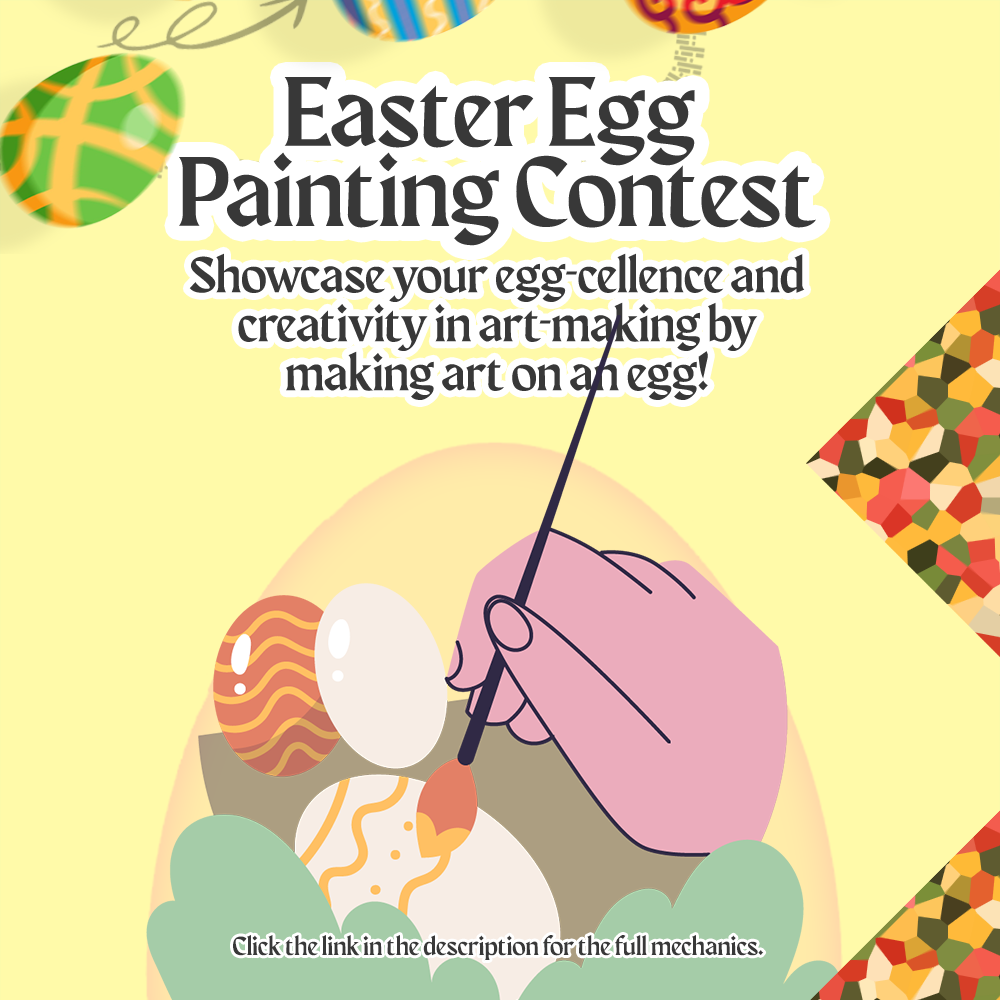 Easter Egg
Painting Contest
Showcase your egg-cellence and
creativity in art-making by
making art on an egg!
Click the link in the description for the full mechanics.